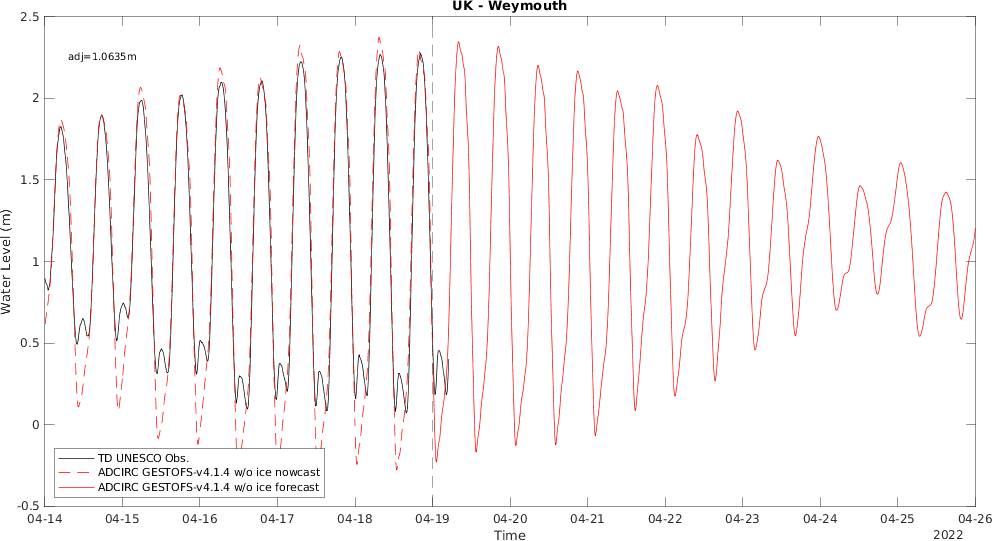 UK - Weymouth
2.5
adj=1.0635m
2
1.5
1
0.5
0
-0.5
Water Level (m)
TD UNESCO Obs.
ADCIRC GESTOFS-v4.1.4 w/o ice nowcast
ADCIRC GESTOFS-v4.1.4 w/o ice forecast
04-14 04-15 04-16 04-17 04-18 04-19 04-20 04-21 04-22 04-23 04-24 04-25 04-26
Time
2022